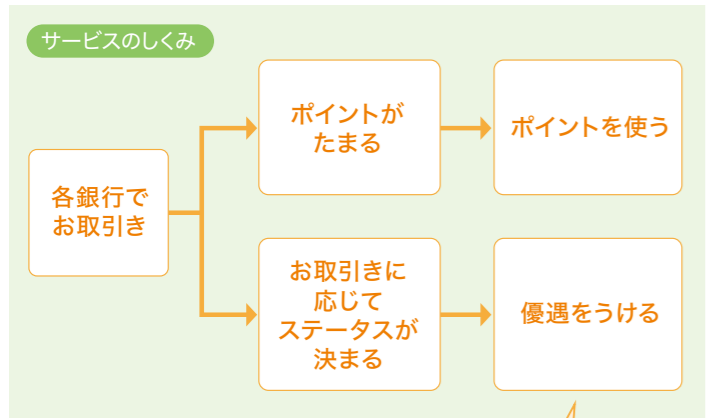 サービスのしくみ
各銀行で
お取引き
ポイントが
たまる
ポイントを使う
お取引きに
応じて
ステータスが
決まる
優遇をうける